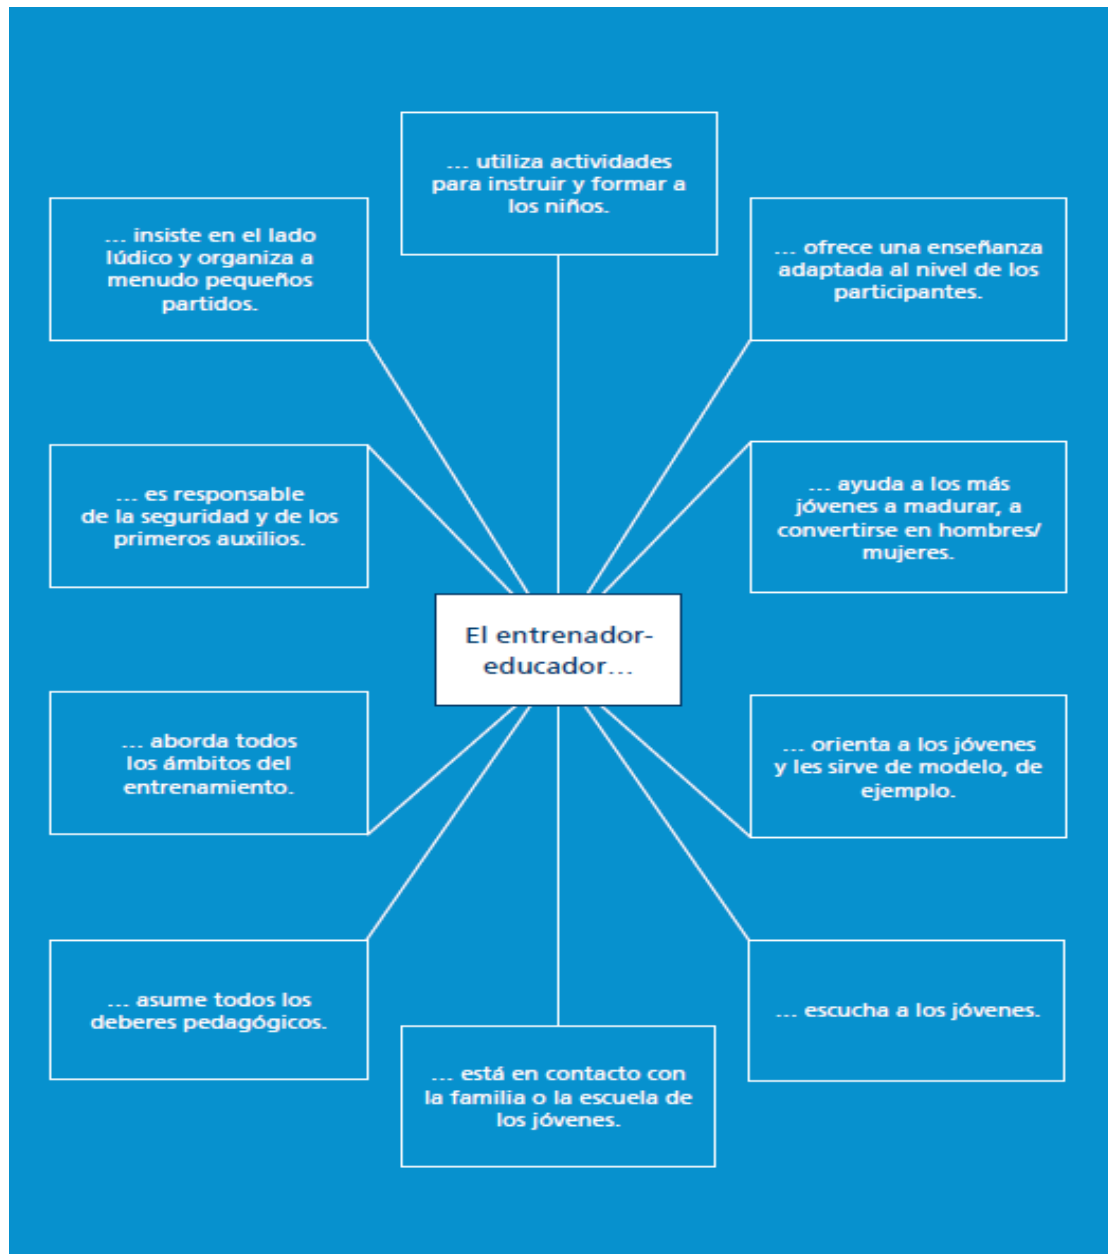 … utiliza actividades
para instruir y formar a
los niños.
… insiste en el lado
lúdico y organiza a
menudo pequeños
partidos.
… ofrece una enseñanza
adaptada al nivel de los
participantes.
… es responsable
de la seguridad y de los
primeros auxilios.
… ayuda a los más
jóvenes a madurar, a
convertirse en hombres/
mujeres.
El entrenador-
educador…
… aborda todos
los ámbitos del
entrenamiento.
… orienta a los jóvenes
y les sirve de modelo, de
ejemplo.
… asume todos los
deberes pedagógicos.
… escucha a los jóvenes.
… está en contacto con
la familia o la escuela de
los jóvenes.